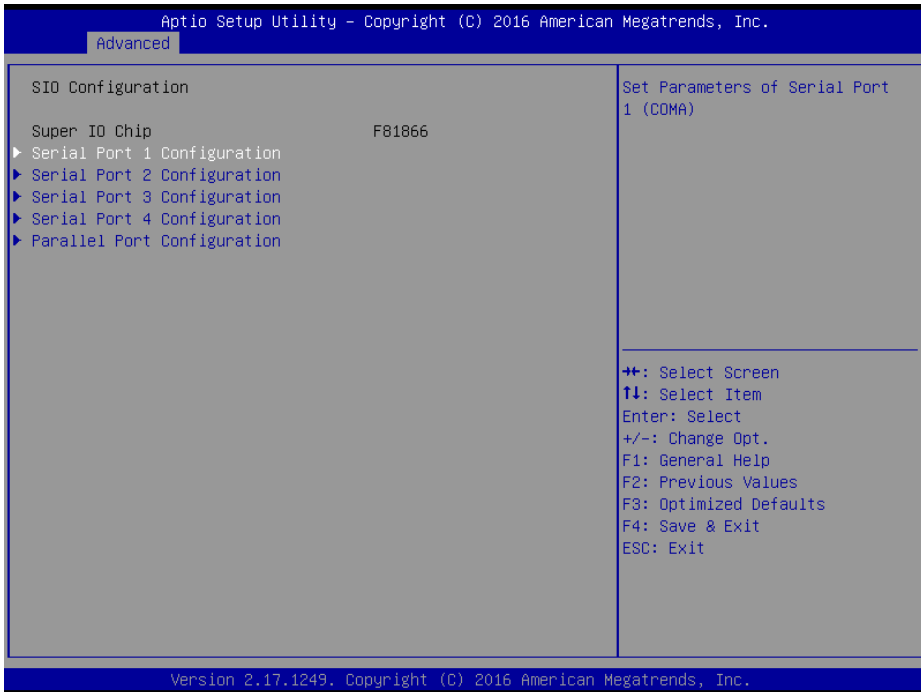 Aptio Setup Utility – Copyright (C) 2016 American Megatrends, Inc.
Advanced
SIO Configuration
Super IO Chip F81866
Serial Port 1 Configuration
Serial Port 2 Configuration
Serial Port 3 Configuration
Serial Port 4 Configuration
Parallel Port Configuration
Set Parameters of Serial Port
1 (COMA)
→←: Select Screen
↑↓: Select Item
Enter: Select
+/-: Change Opt.
F1: General Help
F2: Previous Values
F3: Optimized Defaults
F4: Save & Exit
ESC: Exit
Version 2.17.1249. Copyright (C) 2016 American Megatrends, Inc.